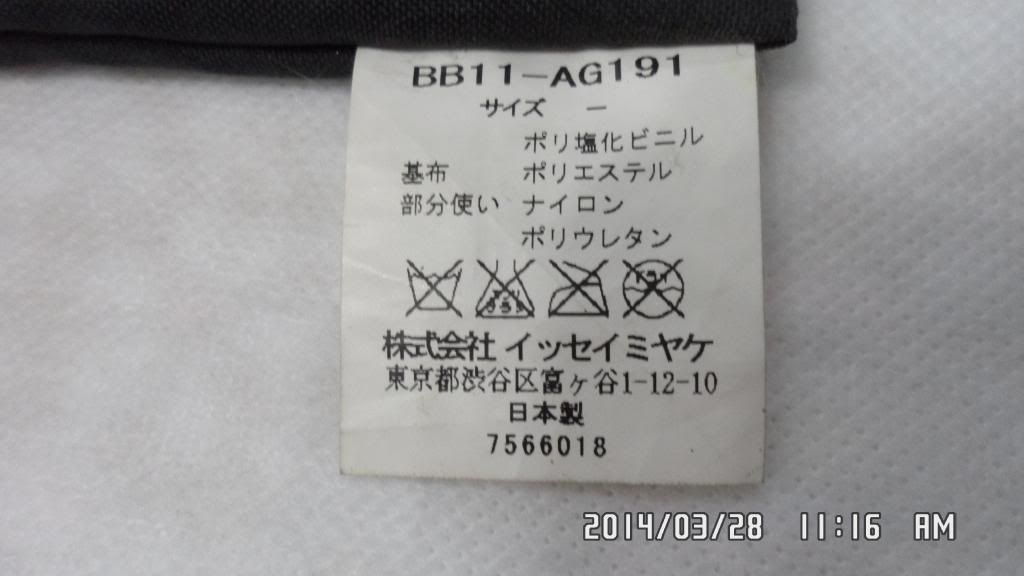 BB11-AG191
サイズ ー
ポリ塩化ビニル
基布 ポリエステル
部分使い ナイロン
ポリウレタン
株式会社 イッセイミヤケ
東京都渋谷区富ヶ谷1-12-10
日本製
7566018
2014/03/28 11:16 AM